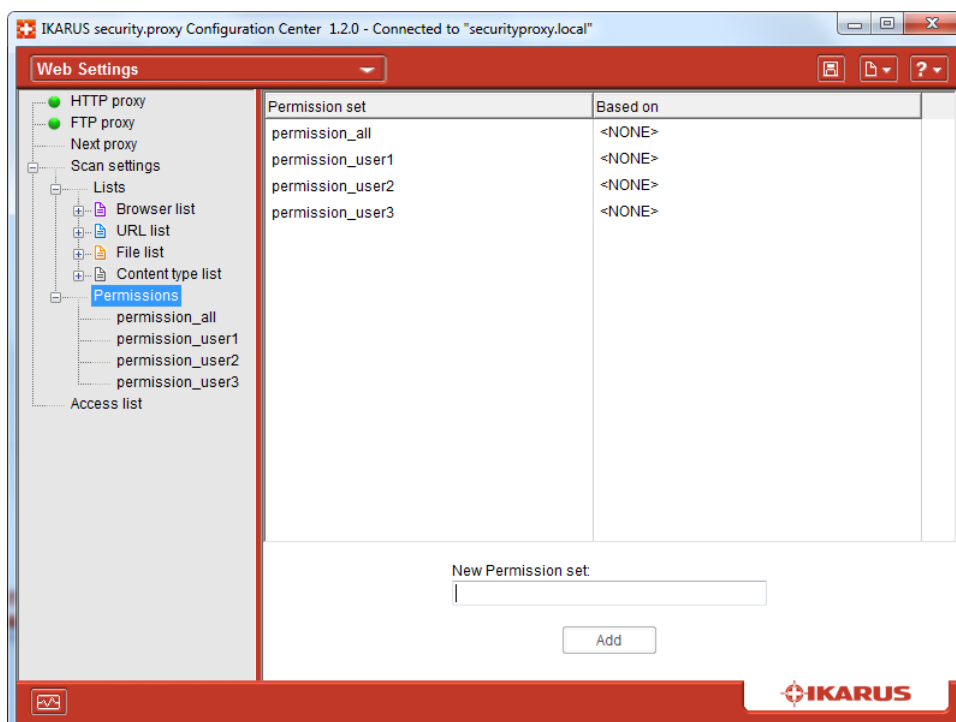 IKARUS security.proxy Configuration Center 1.2.0 - Connected to "securityproxy.local"
Web Settings
?
HTTP proxy
FTP proxy
Next proxy
Scan settings
Lists
Browser list
URL list
File list
Content type list
Permissions
permission_all
permission_user1
permission_user2
permission_user3
Access list
Permission set Based on
permission_all <NONE>
permission_user1 <NONE>
permission_user2 <NONE>
permission_user3 <NONE>
New Permission set:
Add
IKARUS